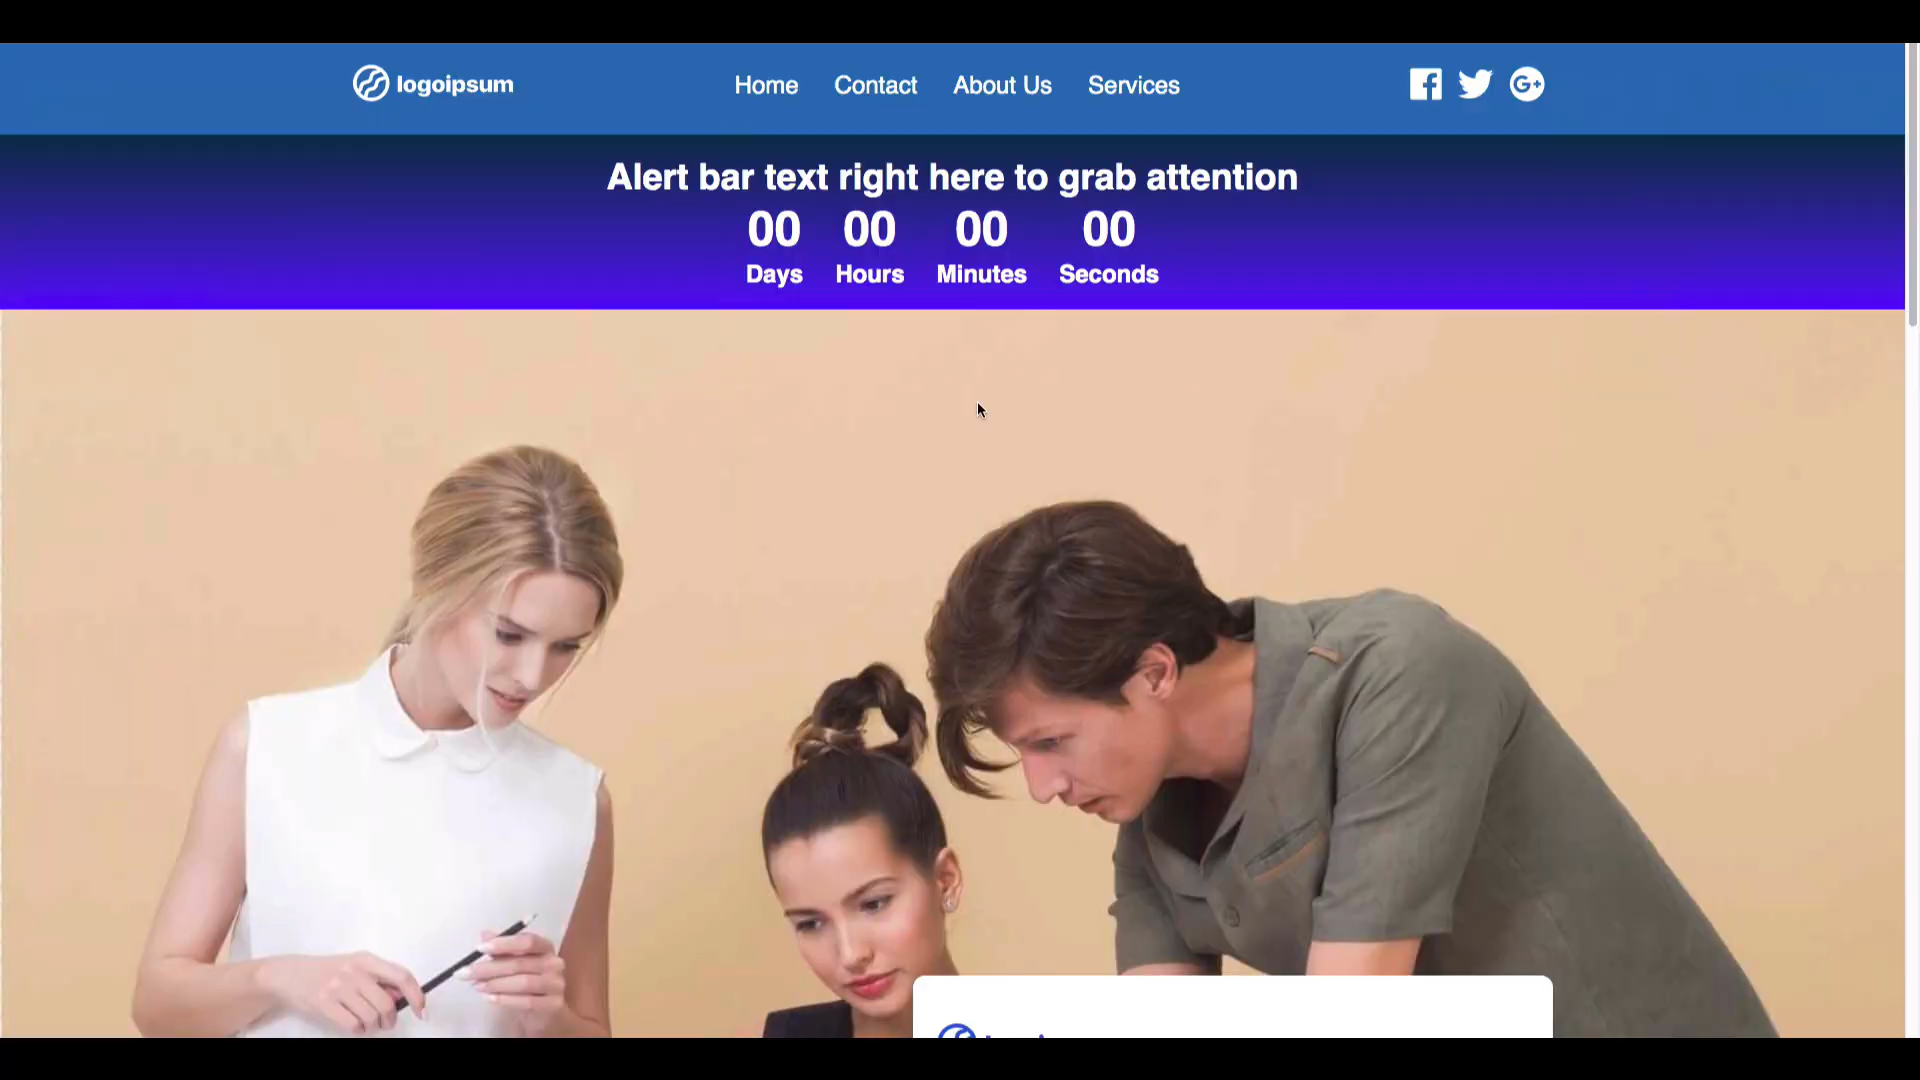 logoipsum
Home Contact About Us Services
Alert bar text right here to grab attention
00 00 00 00
Days Hours Minutes Seconds